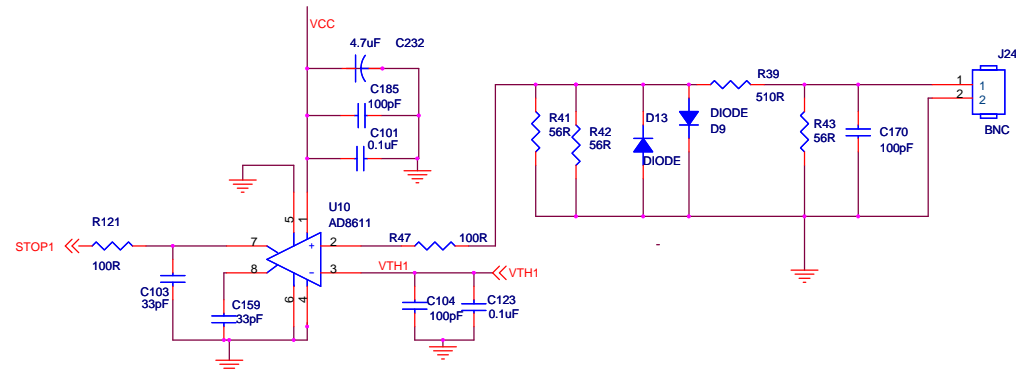 VCC
4.7uF C232
C185
100pF
C101
0.1uF
J24
R39
510R
1
1
2
2
BNC
R41
56R
R42
56R
D13
DIODE
DIODE
D9
R43
56R
C170
100pF
U10
AD8611
5
1
R121
STOP1
100R
7
+
2
R47
100R
8
-
3
VTH1
VTH1
6
4
C103
33pF
C159
33pF
C104
100pF
C123
0.1uF
-